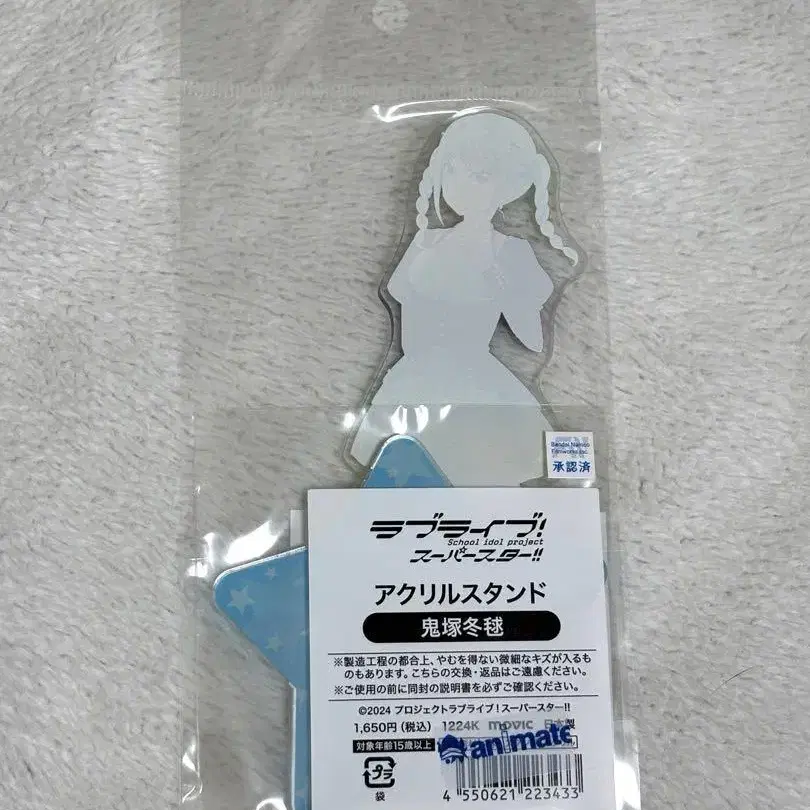 Bandai Namco
Filmworks Inc.
承認済
ラブライブ!
School idol project
スーパースター!!
アクリルスタンド
鬼塚冬毬
※製造工程の都合上、やむを得ない微細なキズが入るも
のもあります。こちらの交換・返品はご遠慮ください。
※ご使用の前に同封の説明書を必ずご確認ください。
©2024 プロジェクトラブライブ!スーパースター!!
1,650円(税込) 1224K movic 日本製
対象年齢15歳以上
animate
プラ
袋
4 550621 223433